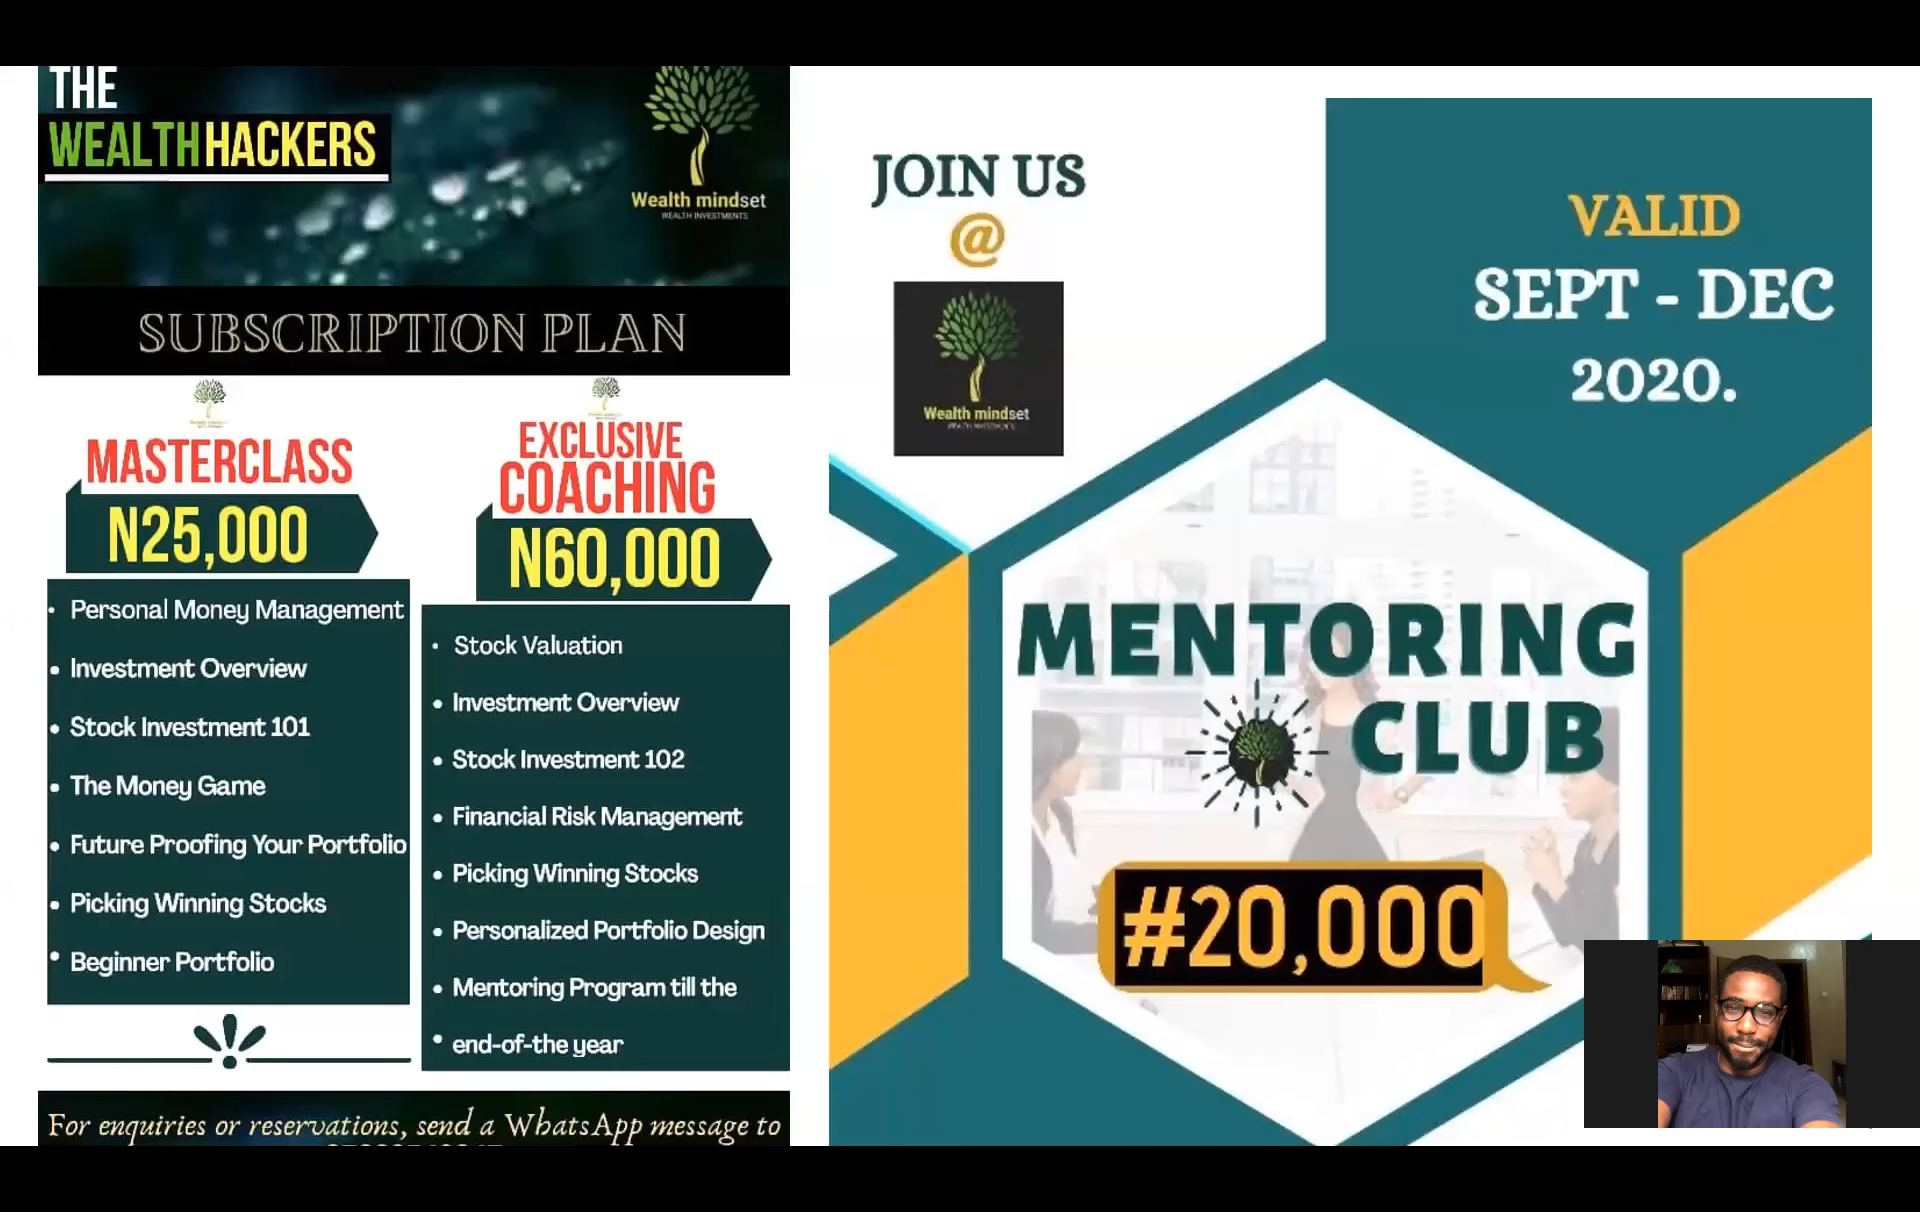 THE
WEALTHHACKERS
Wealth mindset
WEALTH INVESTMENTS
SUBSCRIPTION PLAN
MASTERCLASS
N25,000
• Personal Money Management
• Investment Overview
• Stock Investment 101
• The Money Game
• Future Proofing Your Portfolio
• Picking Winning Stocks
• Beginner Portfolio
EXCLUSIVE
COACHING
N60,000
• Stock Valuation
• Investment Overview
• Stock Investment 102
• Financial Risk Management
• Picking Winning Stocks
• Personalized Portfolio Design
• Mentoring Program till the
• end-of-the year
For enquiries or reservations, send a WhatsApp message to
JOIN US
@
Wealth mindset
WEALTH INVESTMENTS
VALID
SEPT - DEC
2020.
MENTORING
CLUB
#20,000